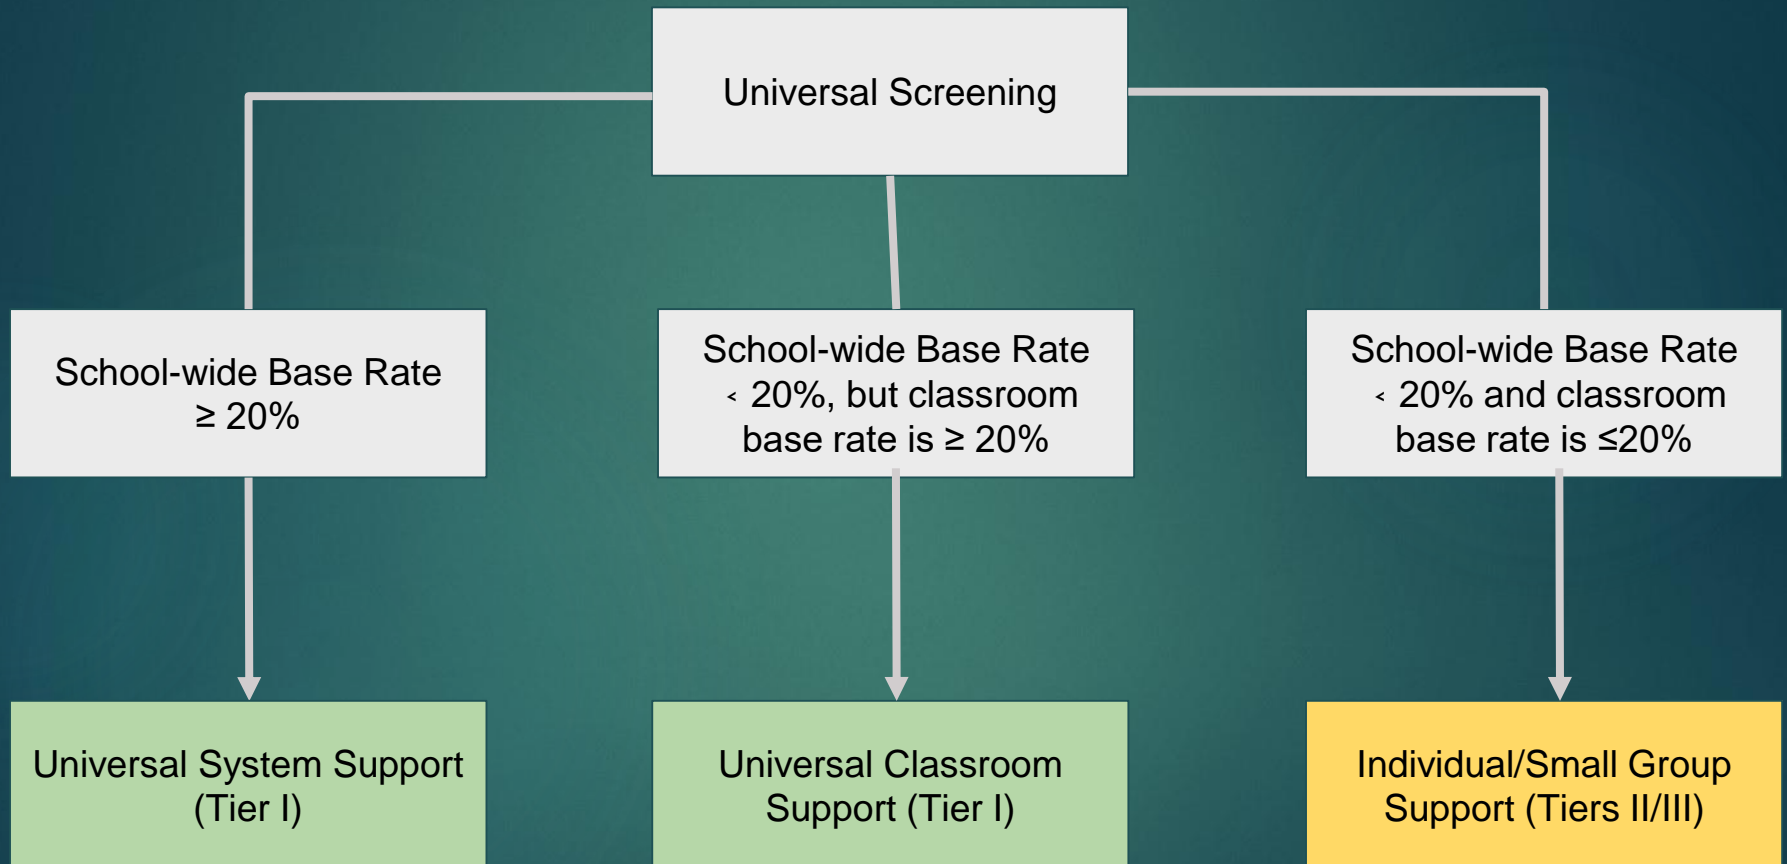 Universal Screening
School-wide Base Rate
≥ 20%
School-wide Base Rate
< 20%, but classroom
base rate is ≥ 20%
School-wide Base Rate
< 20% and classroom
base rate is ≤20%
Universal System Support
(Tier I)
Universal Classroom
Support (Tier I)
Individual/Small Group
Support (Tiers II/III)